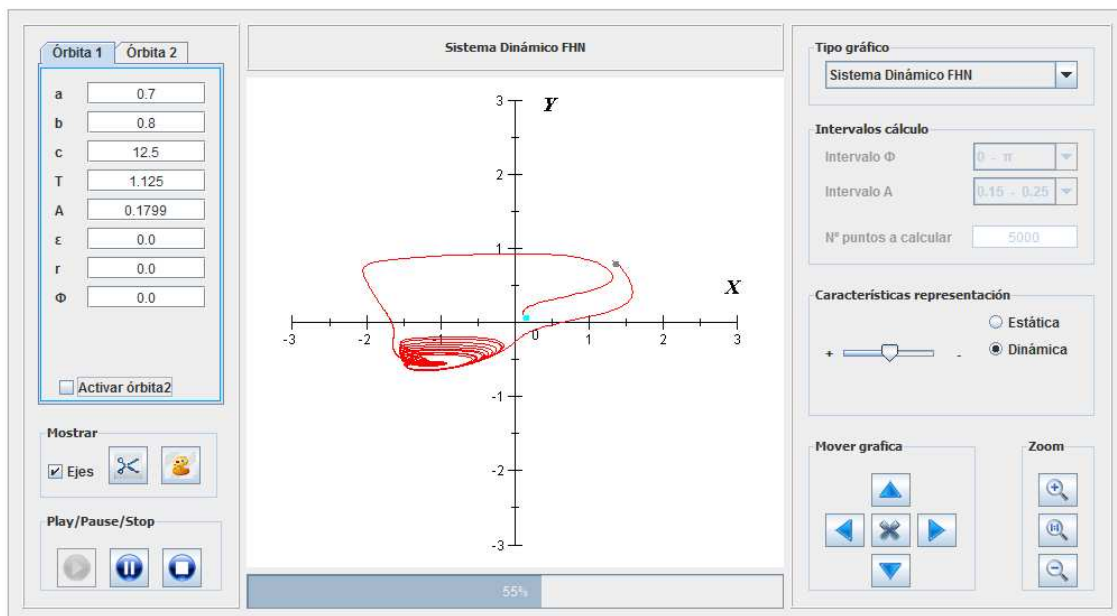 Órbita 1 Órbita 2
a 0.7
b 0.8
c 12.5
T 1.125
A 0.1799
ε 0.0
r 0.0
Φ 0.0
Activar órbita2
Mostrar
Ejes
Play/Pause/Stop
Sistema Dinámico FHN
Y
X
3
2
1
-3 -2 -1 0 1 2 3
-1
-2
-3
55%
Tipo gráfico
Sistema Dinámico FHN
Intervalos cálculo
Intervalo Φ 0 - π
Intervalo A 0.15 - 0.25
Nº puntos a calcular 5000
Características representación
Estática
+ -
Dinámica
Mover grafica
Zoom